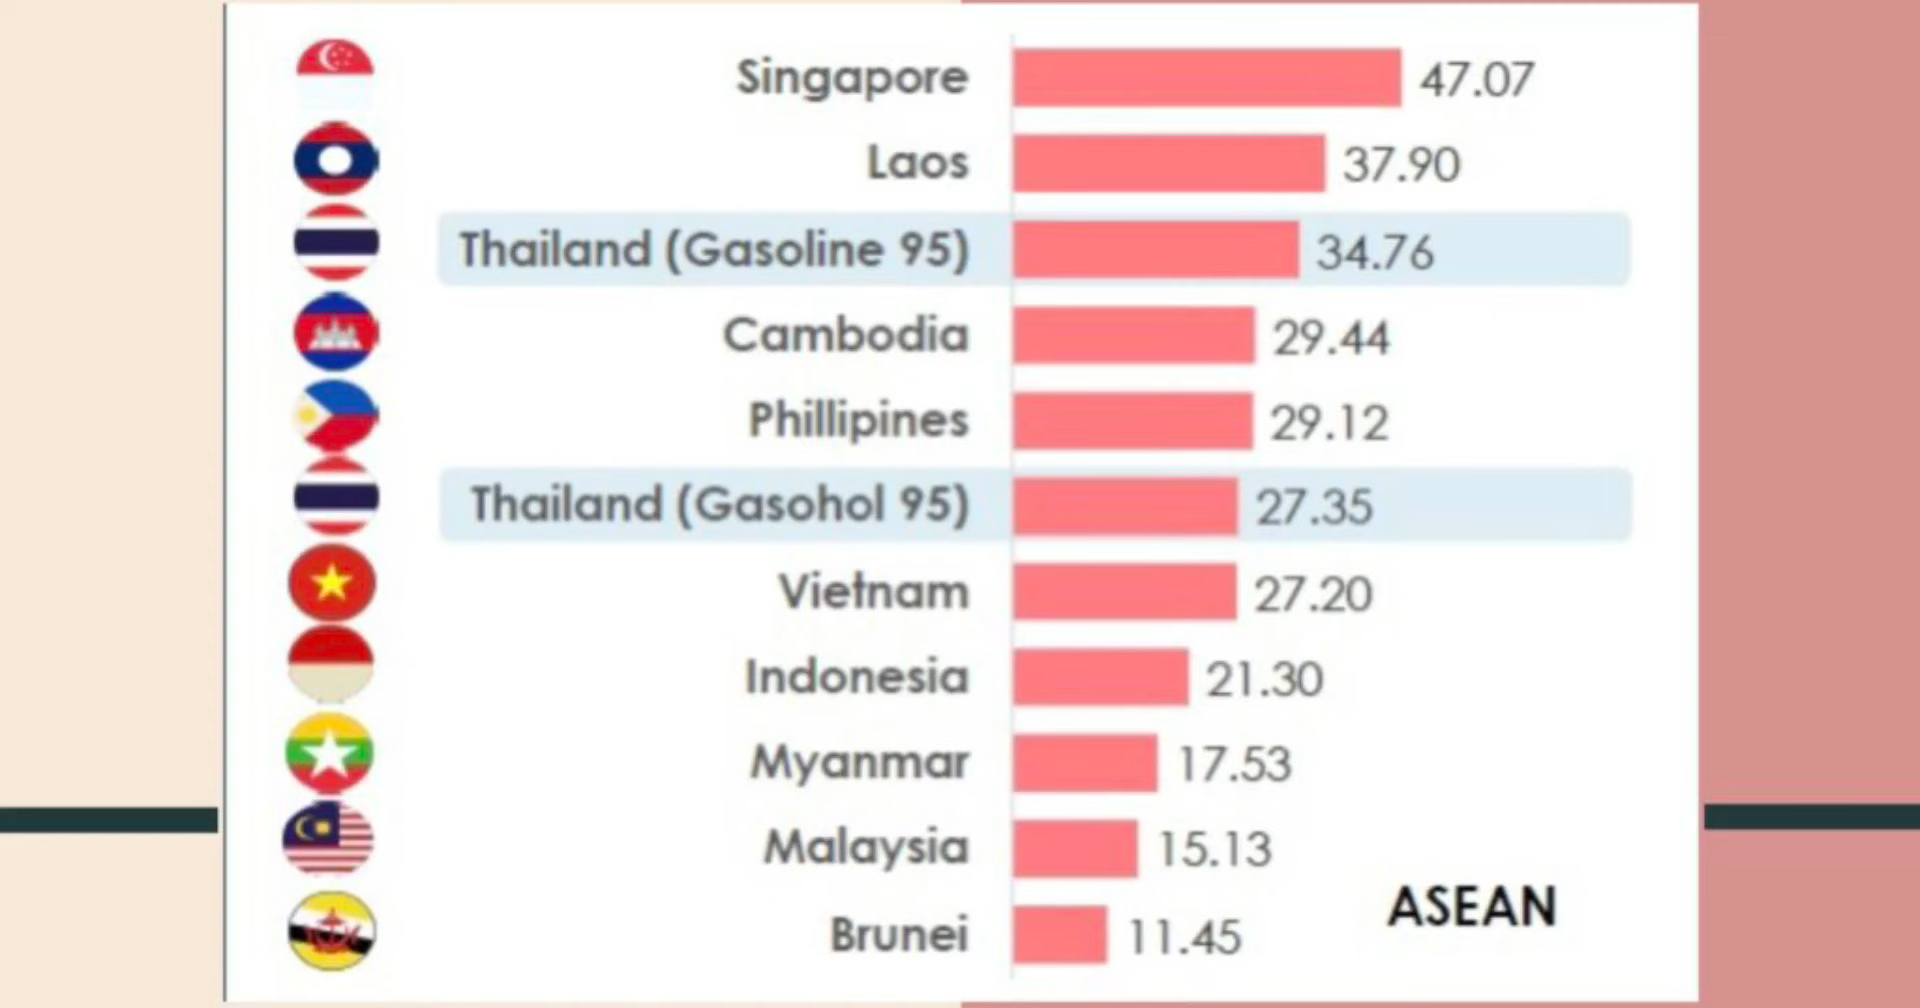 Singapore 47.07
Laos 37.90
Thailand (Gasoline 95) 34.76
Cambodia 29.44
Phillipines 29.12
Thailand (Gasohol 95) 27.35
Vietnam 27.20
Indonesia 21.30
Myanmar 17.53
Malaysia 15.13
Brunei 11.45
ASEAN